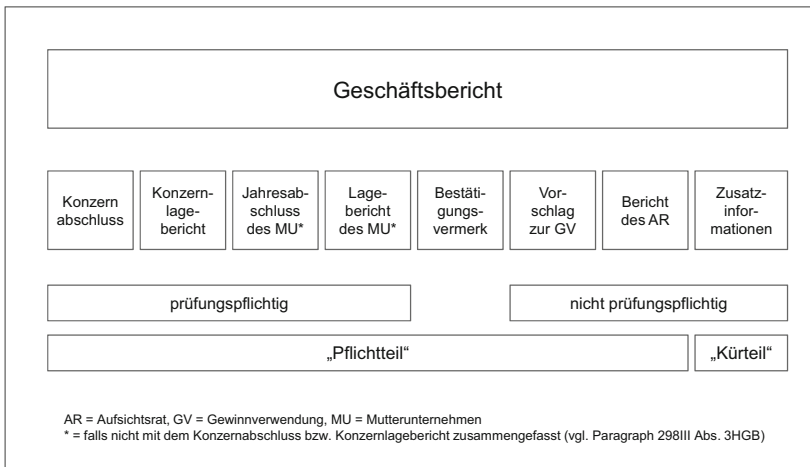 Geschäftsbericht
Konzern
abschluss
Konzern-
lage-
bericht
Jahresab-
schluss
des MU*
Lage-
bericht
des MU*
Bestäti-
gungs-
vermerk
Vor-
schlag
zur GV
Bericht
des AR
Zusatz-
infor-
mationen
prüfungspflichtig
nicht prüfungspflichtig
„Pflichtteil“
„Kürteil“
AR = Aufsichtsrat, GV = Gewinnverwendung, MU = Mutterunternehmen
* = falls nicht mit dem Konzernabschluss bzw. Konzernlagebericht zusammengefasst (vgl. Paragraph 298III Abs. 3HGB)